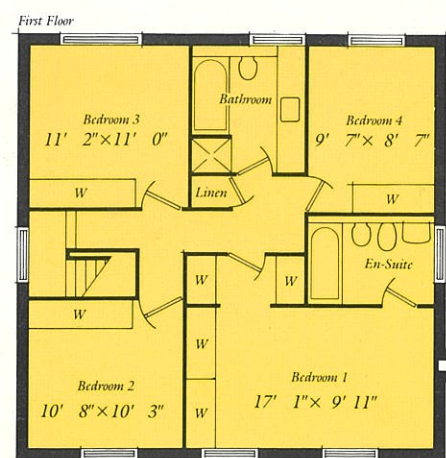 First Floor
Bedroom 3
11' 2"×11' 0"
W
Bathroom
Linen
Bedroom 4
9' 7"× 8' 7"
W
En-Suite
W
W
W
W
W
Bedroom 2
10' 8"×10' 3"
Bedroom 1
17' 1"× 9' 11"